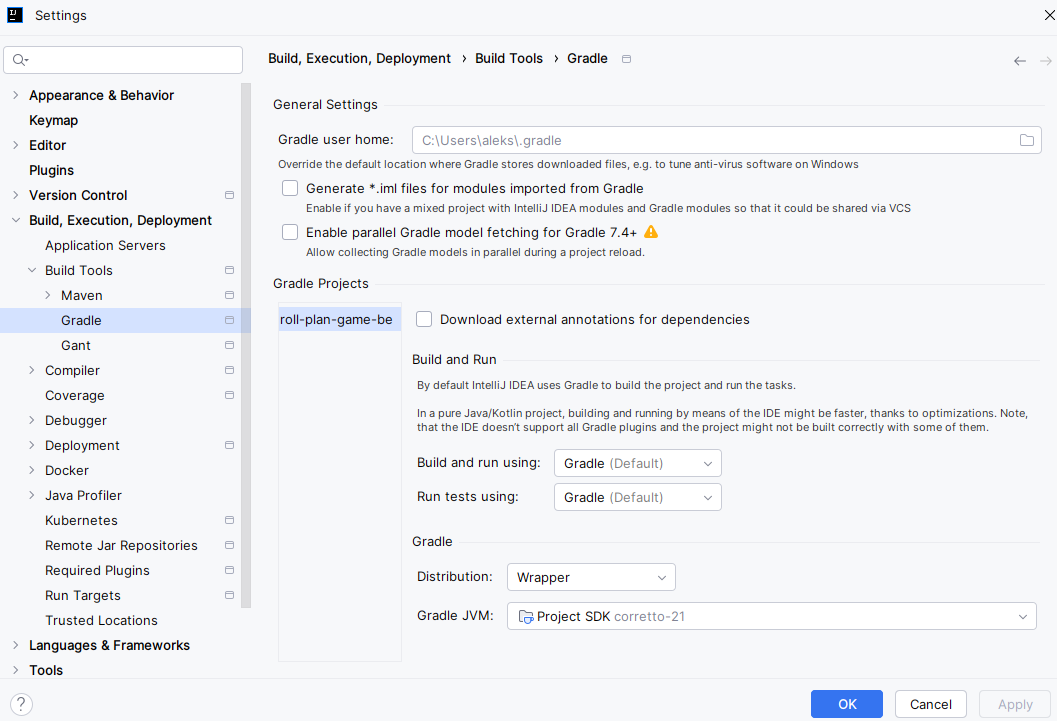 Settings
Appearance & Behavior
Keymap
Editor
Plugins
Version Control
Build, Execution, Deployment
Application Servers
Build Tools
Maven
Gradle
Gant
Compiler
Coverage
Debugger
Deployment
Docker
Java Profiler
Kubernetes
Remote Jar Repositories
Required Plugins
Run Targets
Trusted Locations
Languages & Frameworks
Tools
Build, Execution, Deployment › Build Tools › Gradle
General Settings
Gradle user home: C:\Users\aleks\.gradle
Override the default location where Gradle stores downloaded files, e.g. to tune anti-virus software on Windows
Generate *.iml files for modules imported from Gradle
Enable if you have a mixed project with IntelliJ IDEA modules and Gradle modules so that it could be shared via VCS
Enable parallel Gradle model fetching for Gradle 7.4+
Allow collecting Gradle models in parallel during a project reload.
Gradle Projects
roll-plan-game-be
Download external annotations for dependencies
Build and Run
By default IntelliJ IDEA uses Gradle to build the project and run the tasks.
In a pure Java/Kotlin project, building and running by means of the IDE might be faster, thanks to optimizations. Note,
that the IDE doesn't support all Gradle plugins and the project might not be built correctly with some of them.
Build and run using: Gradle (Default)
Run tests using: Gradle (Default)
Gradle
Distribution: Wrapper
Gradle JVM: Project SDK corretto-21
?
OK
Cancel
Apply